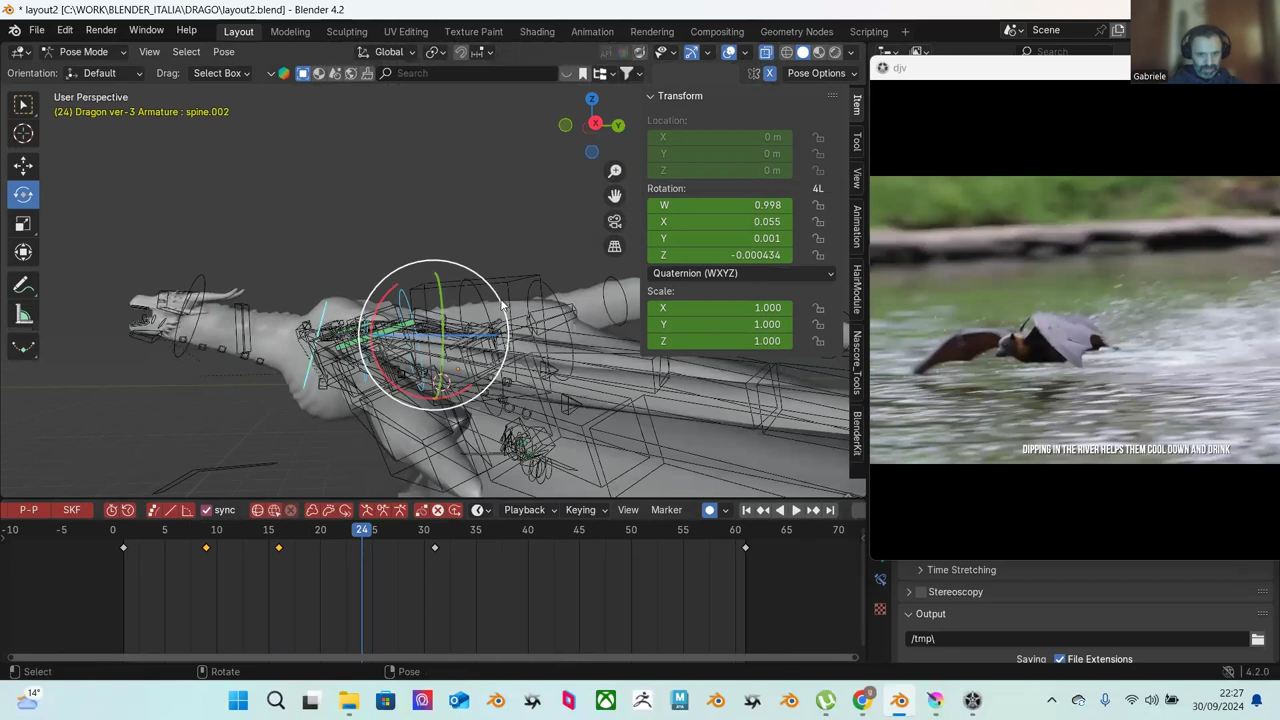 * layout2 [C:\WORK\BLENDER_ITALIA\DRAGO\layout2.blend] - Blender 4.2
File Edit Render Window Help Layout Modeling Sculpting UV Editing Texture Paint Shading Animation Rendering Compositing Geometry Nodes Scripting + Scene
Pose Mode View Select Pose Global Search
Orientation: Default Drag: Select Box Search X Pose Options
djv
Gabriele
User Perspective
(24) Dragon ver-3 Armature : spine.002
Z
X
Y
Transform
Location:
X 0 m
Y 0 m
Z 0 m
Rotation: 4L
W 0.998
X 0.055
Y 0.001
Z -0.000434
Quaternion (WXYZ)
Scale:
X 1.000
Y 1.000
Z 1.000
Item
Tool
View
Animation
HairModule
Nascore_Tools
BlenderKit
DIPPING IN THE RIVER HELPS THEM COOL DOWN AND DRINK
P-P SKF sync Playback Keying View Marker
-10 -5 0 5 10 15 20 24 25 30 35 40 45 50 55 60 65 70
Time Stretching
Stereoscopy
Output
/tmp\
Saving File Extensions
Select Rotate Pose 4.2.0
14°
22:27
30/09/2024